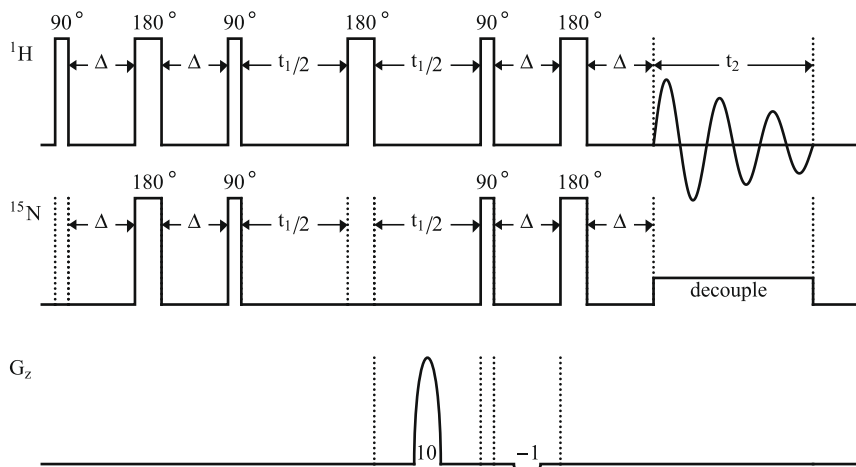 90° 180° 90° 180° 90° 180°
¹H Δ Δ t₁/2 t₁/2 Δ Δ t₂
180° 90° 90° 180°
¹⁵N Δ Δ t₁/2 t₁/2 Δ Δ
decouple
G_z
10 −1